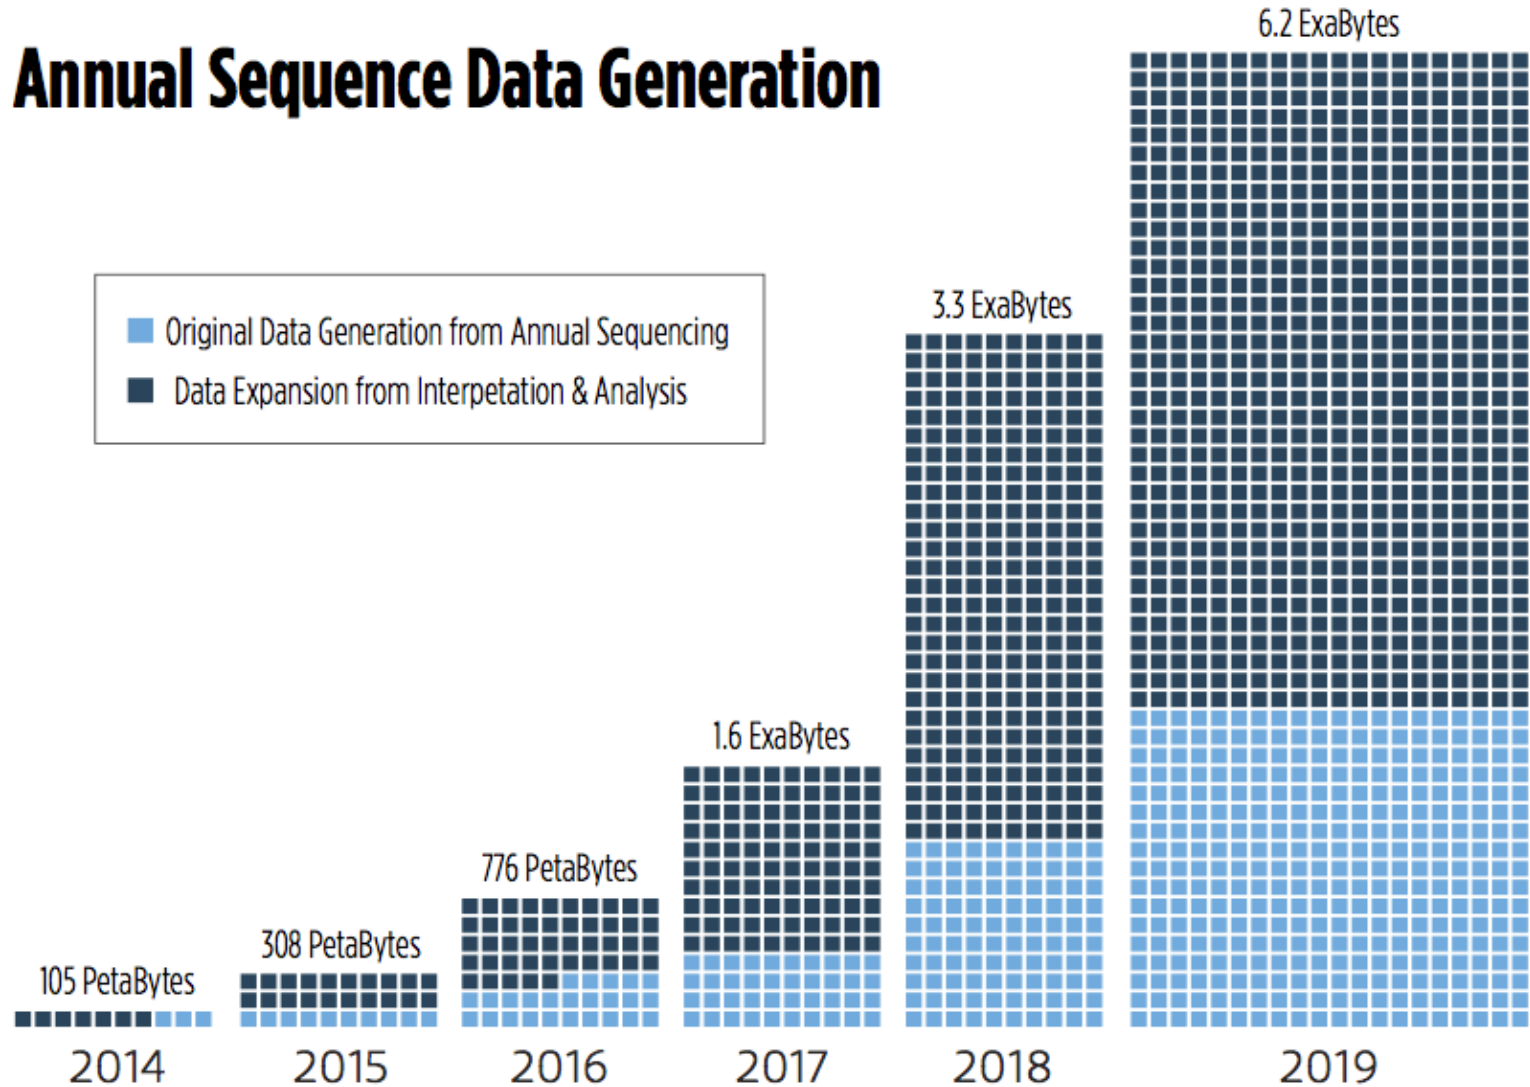 Annual Sequence Data Generation
6.2 ExaBytes
Original Data Generation from Annual Sequencing
Data Expansion from Interpetation & Analysis
3.3 ExaBytes
1.6 ExaBytes
776 PetaBytes
308 PetaBytes
105 PetaBytes
2014 2015 2016 2017 2018 2019